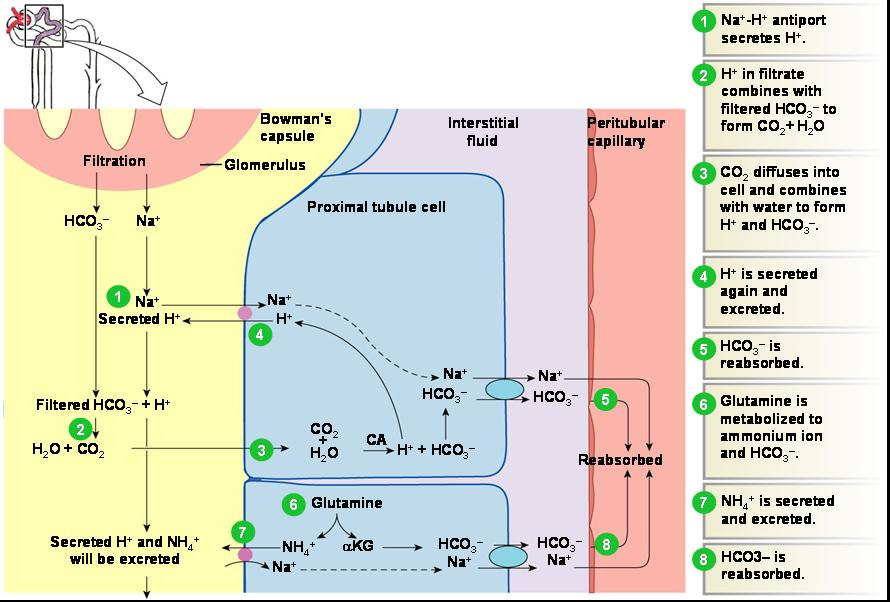 Bowman's
capsule
Interstitial
fluid
Peritubular
capillary
Filtration
Glomerulus
HCO₃⁻
Na⁺
Proximal tubule cell
1
Na⁺
Na⁺
Secreted H⁺
H⁺
4
Na⁺
Na⁺
HCO₃⁻
HCO₃⁻
5
Filtered HCO₃⁻ + H⁺
2
H₂O + CO₂
3
CO₂
+
H₂O
CA
H⁺ + HCO₃⁻
Reabsorbed
6
Glutamine
7
Secreted H⁺ and NH₄⁺
will be excreted
NH₄⁺
αKG
HCO₃⁻
Na⁺
HCO₃⁻
Na⁺
8
Na⁺
1 Na⁺-H⁺ antiport
secretes H⁺.
2 H⁺ in filtrate
combines with
filtered HCO₃⁻ to
form CO₂+ H₂O
3 CO₂ diffuses into
cell and combines
with water to form
H⁺ and HCO₃⁻.
4 H⁺ is secreted
again and
excreted.
5 HCO₃⁻ is
reabsorbed.
6 Glutamine is
metabolized to
ammonium ion
and HCO₃⁻.
7 NH₄⁺ is secreted
and excreted.
8 HCO3– is
reabsorbed.